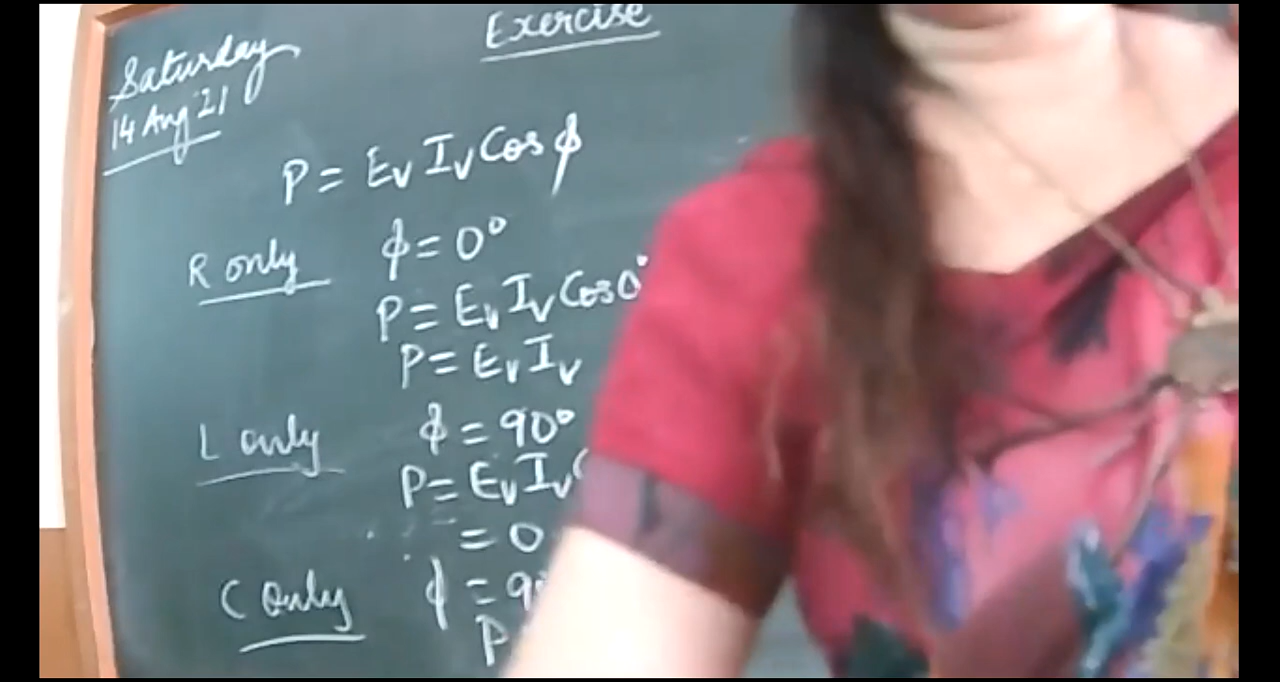 Exercise
Saturday
14 Aug '21
P = Ev Iv Cos ϕ
R only ϕ = 0°
P = Ev Iv Cos 0°
P = Ev Iv
L only ϕ = 90°
P = Ev Iv
= 0
C only ϕ = 9
P